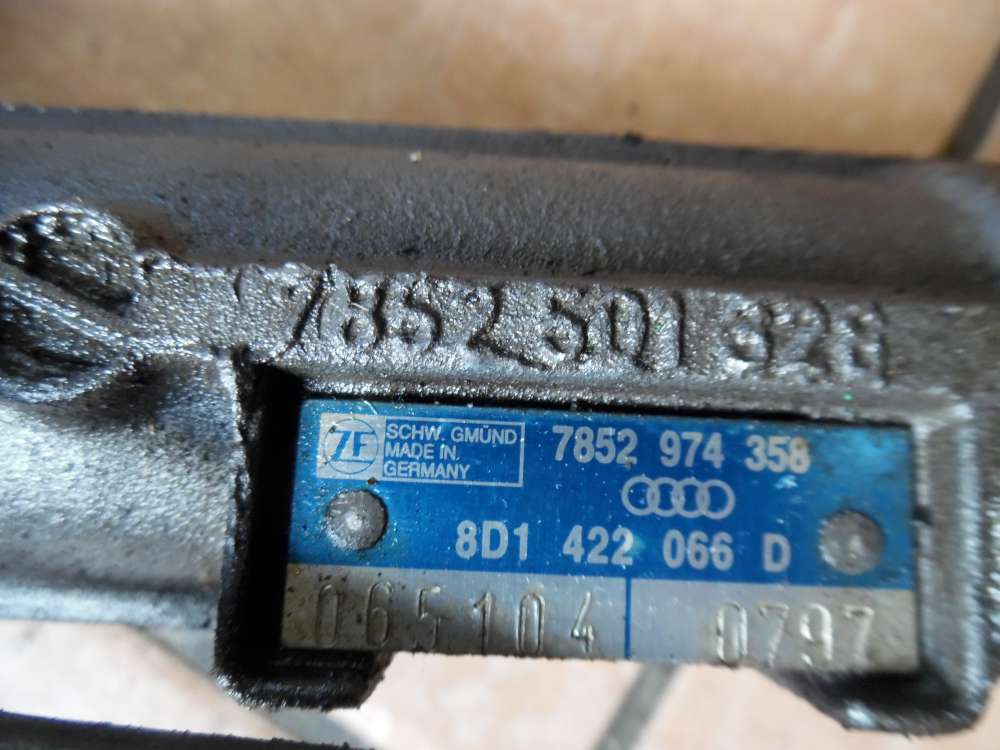 7852 501 328
ZF SCHW. GMÜND
MADE IN.
GERMANY
7852 974 358
8D1 422 066 D
065104 0797